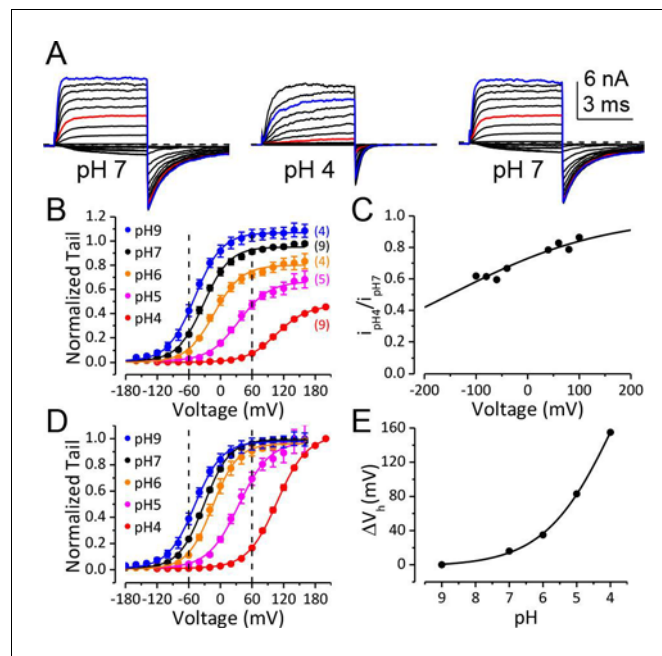 A
6 nA
3 ms
pH 7
pH 4
pH 7
B
1.2
1.0
0.8
0.6
0.4
0.2
0.0
Normalized Tail
pH9
pH7
pH6
pH5
pH4
(4)
(9)
(4)
(5)
(9)
-180 -120 -60 0 60 120 180
Voltage (mV)
C
1.0
0.8
0.6
0.4
0.2
0.0
i pH4/i pH7
-200 -100 0 100 200
Voltage (mV)
D
1.0
0.8
0.6
0.4
0.2
0.0
Normalized Tail
pH9
pH7
pH6
pH5
pH4
-180 -120 -60 0 60 120 180
Voltage (mV)
E
160
120
80
40
0
ΔVh(mV)
9 8 7 6 5 4
pH